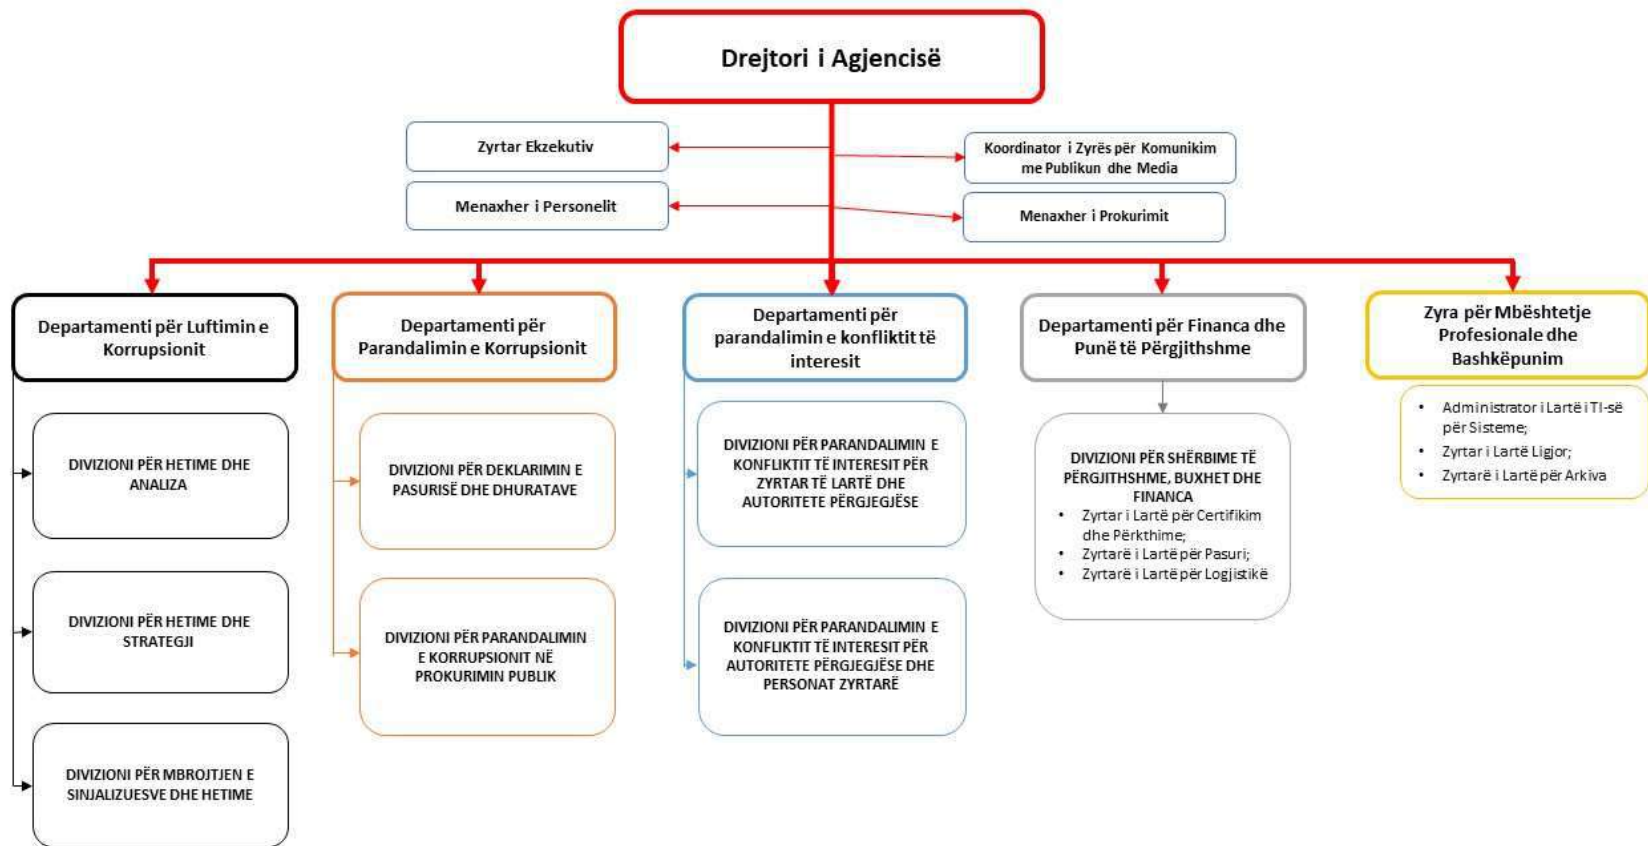 Drejtori i Agjencisë
Zyrtar Ekzekutiv
Koordinator i Zyrës për Komunikim
me Publikun dhe Media
Menaxher i Personelit
Menaxher i Prokurimit
Departamenti për Luftimin e
Korrupsionit
DIVIZIONI PËR HETIME DHE
ANALIZA
DIVIZIONI PËR HETIME DHE
STRATEGJI
DIVIZIONI PËR MBROJTJEN E
SINJALIZUESVE DHE HETIME
Departamenti për
Parandalimin e Korrupsionit
DIVIZIONI PËR DEKLARIMIN E
PASURISË DHE DHURATAVE
DIVIZIONI PËR PARANDALIMIN
E KORRUPSIONIT NË
PROKURIMIN PUBLIK
Departamenti për
parandalimin e konfliktit të
interesit
DIVIZIONI PËR PARANDALIMIN E
KONFLIKTIT TË INTERESIT PËR
ZYRTAR TË LARTË DHE
AUTORITETE PËRGJEGJËSE
DIVIZIONI PËR PARANDALIMIN E
KONFLIKTIT TË INTERESIT PËR
AUTORITETE PËRGJEGJËSE DHE
PERSONAT ZYRTARË
Departamenti për Financa dhe
Punë të Përgjithshme
DIVIZIONI PËR SHËRBIME TË
PËRGJITHSHME, BUXHET DHE
FINANCA
• Zyrtar i Lartë për Certifikim
dhe Përkthime;
• Zyrtarë i Lartë për Pasuri;
• Zyrtarë i Lartë për Logjistikë
Zyra për Mbështetje
Profesionale dhe
Bashkëpunim
• Administrator i Lartë i TI-së
për Sisteme;
• Zyrtar i Lartë Ligjor;
• Zyrtarë i Lartë për Arkiva